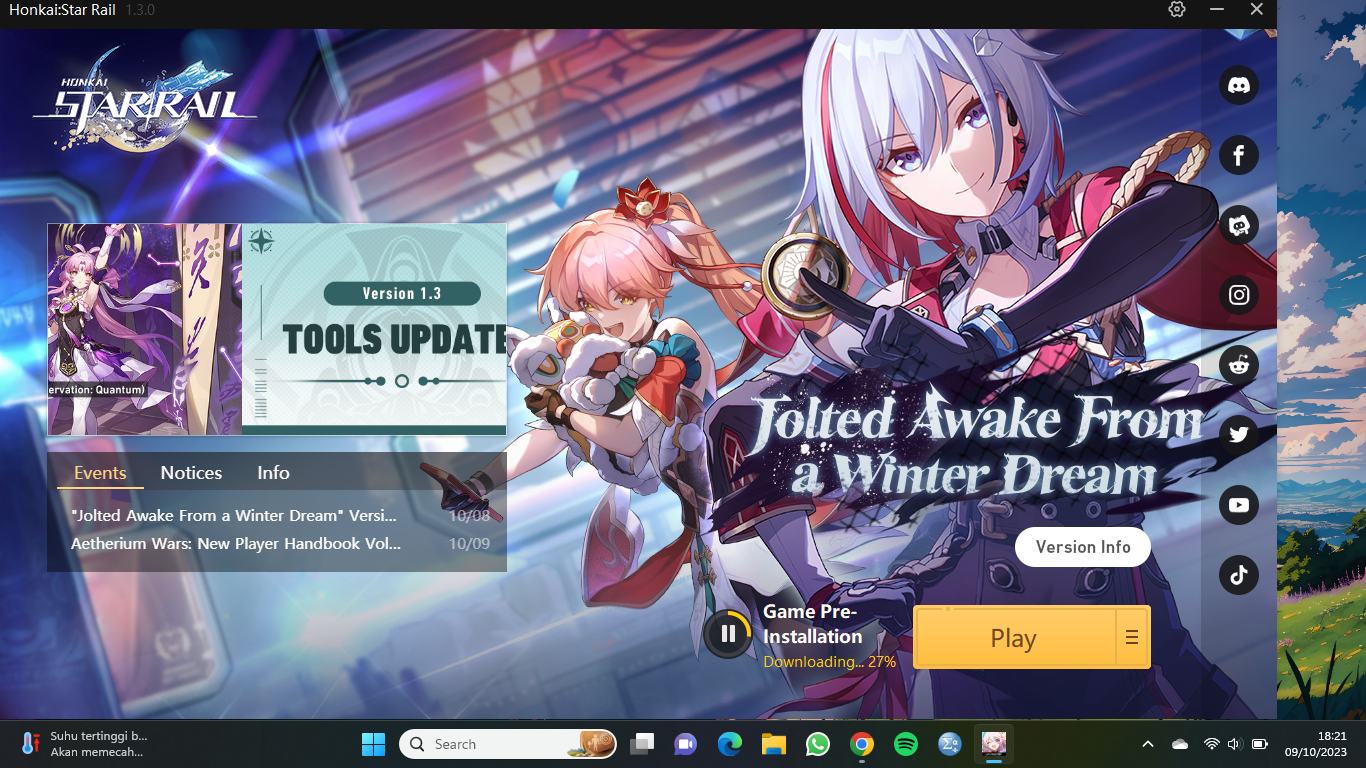 Honkai:Star Rail 1.3.0
HONKAI
STAR RAIL
Version 1.3
TOOLS UPDATE
ervation: Quantum)
Jolted Awake From
a Winter Dream
Events Notices Info
"Jolted Awake From a Winter Dream" Versi... 10/08
Aetherium Wars: New Player Handbook Vol... 10/09
Version Info
Game Pre-
Installation
Downloading... 27%
Play
Suhu tertinggi b...
Akan memecah...
Search
18:21
09/10/2023